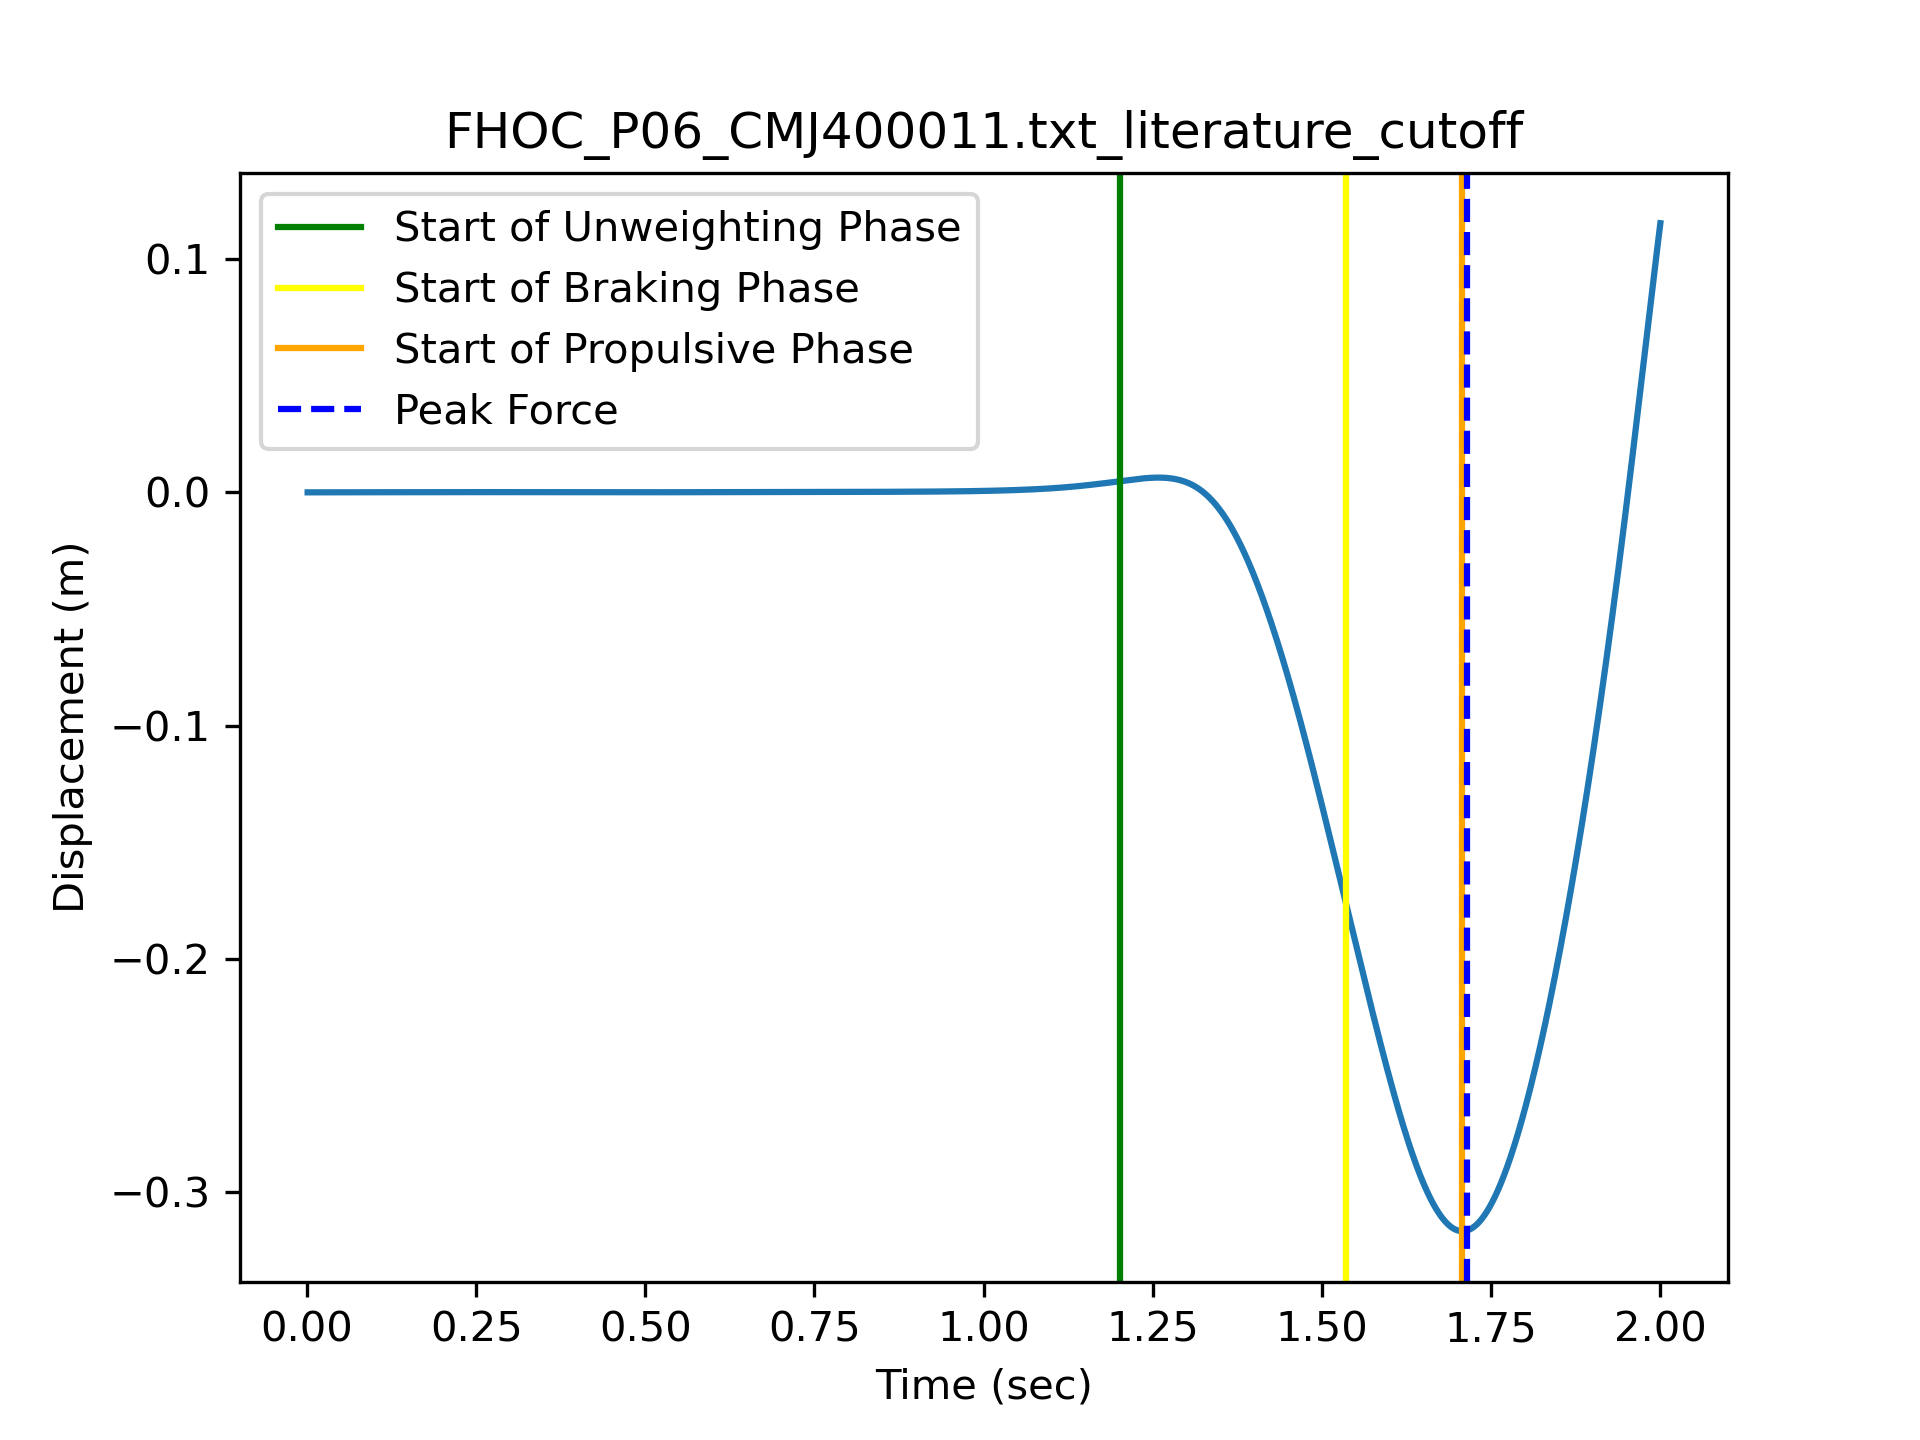 FHOC_P06_CMJ400011.txt_literature_cutoff
Start of Unweighting Phase
Start of Braking Phase
Start of Propulsive Phase
Peak Force
0.1
0.0
−0.1
−0.2
−0.3
Displacement (m)
0.00 0.25 0.50 0.75 1.00 1.25 1.50 1.75 2.00
Time (sec)